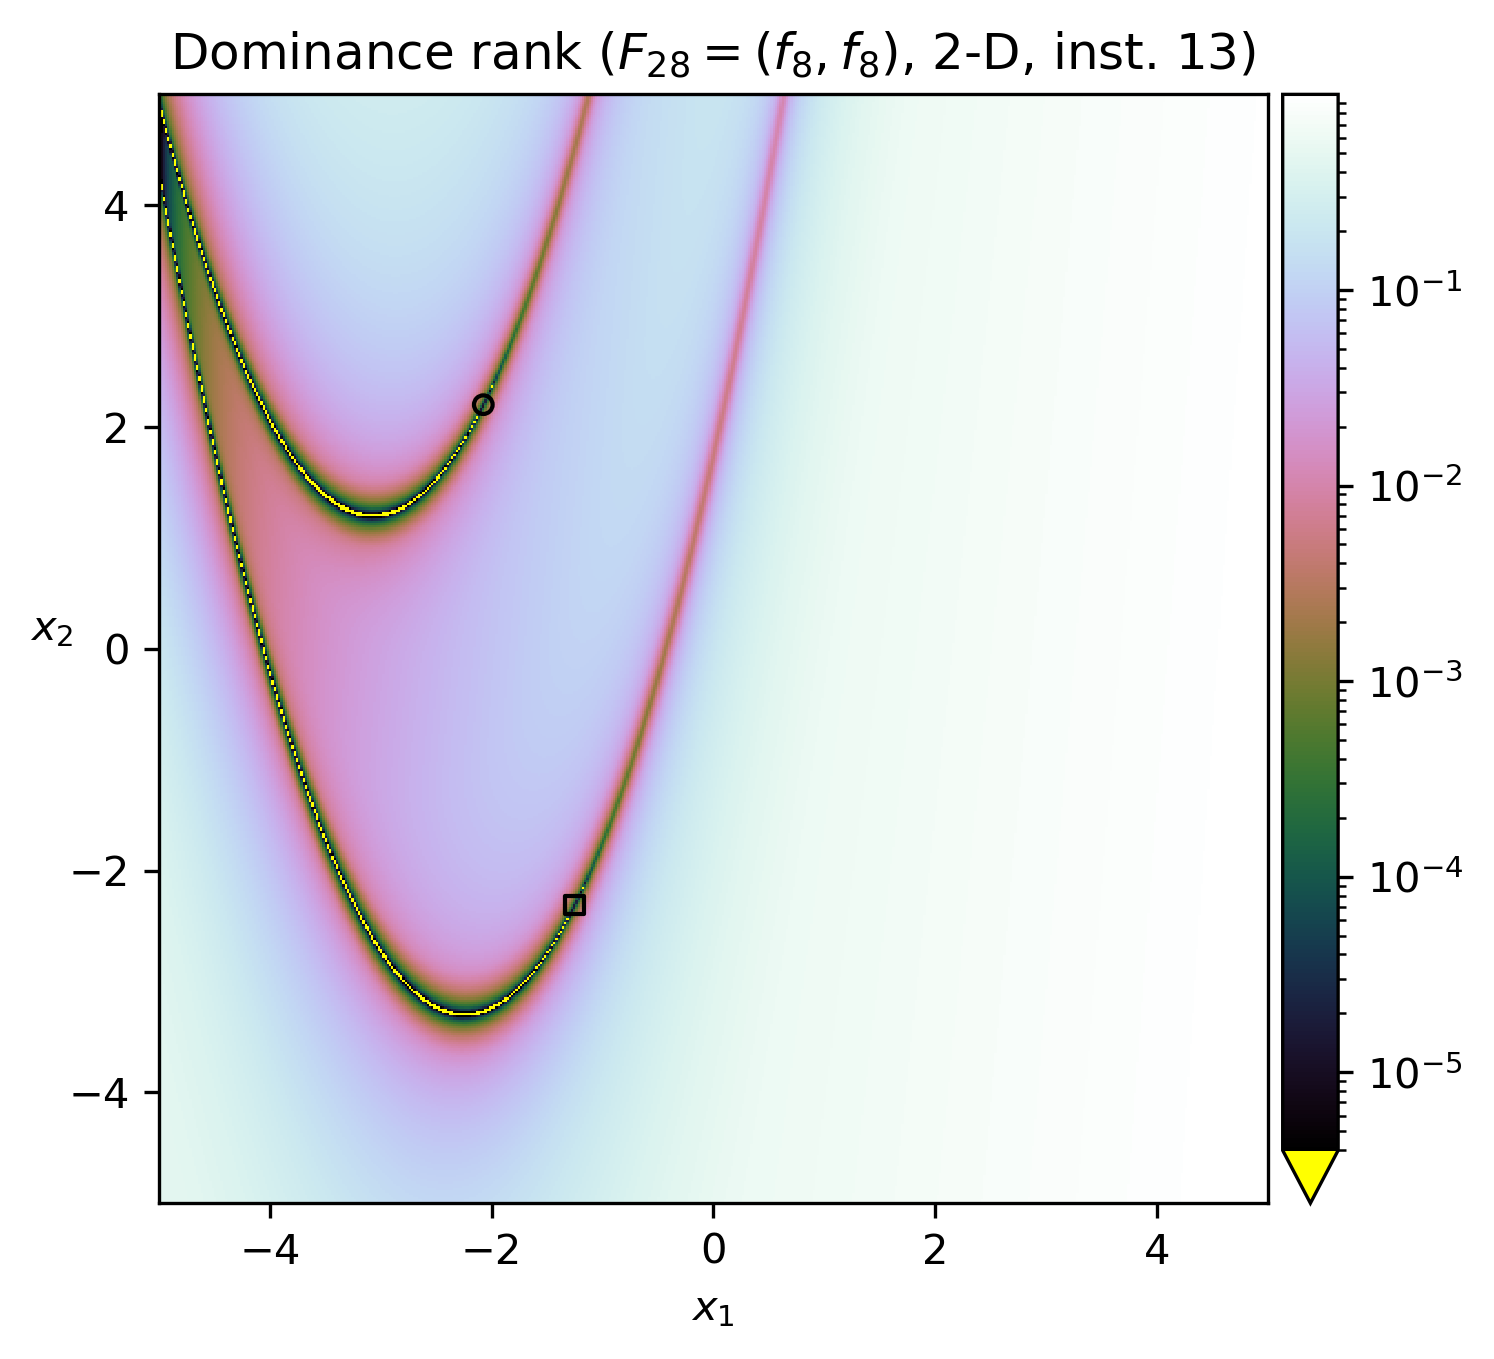 Dominance rank (F₂₈ = (f₈, f₈), 2-D, inst. 13)
4
2
0
−2
−4
x₂
−4 −2 0 2 4
x₁
10⁻¹
10⁻²
10⁻³
10⁻⁴
10⁻⁵